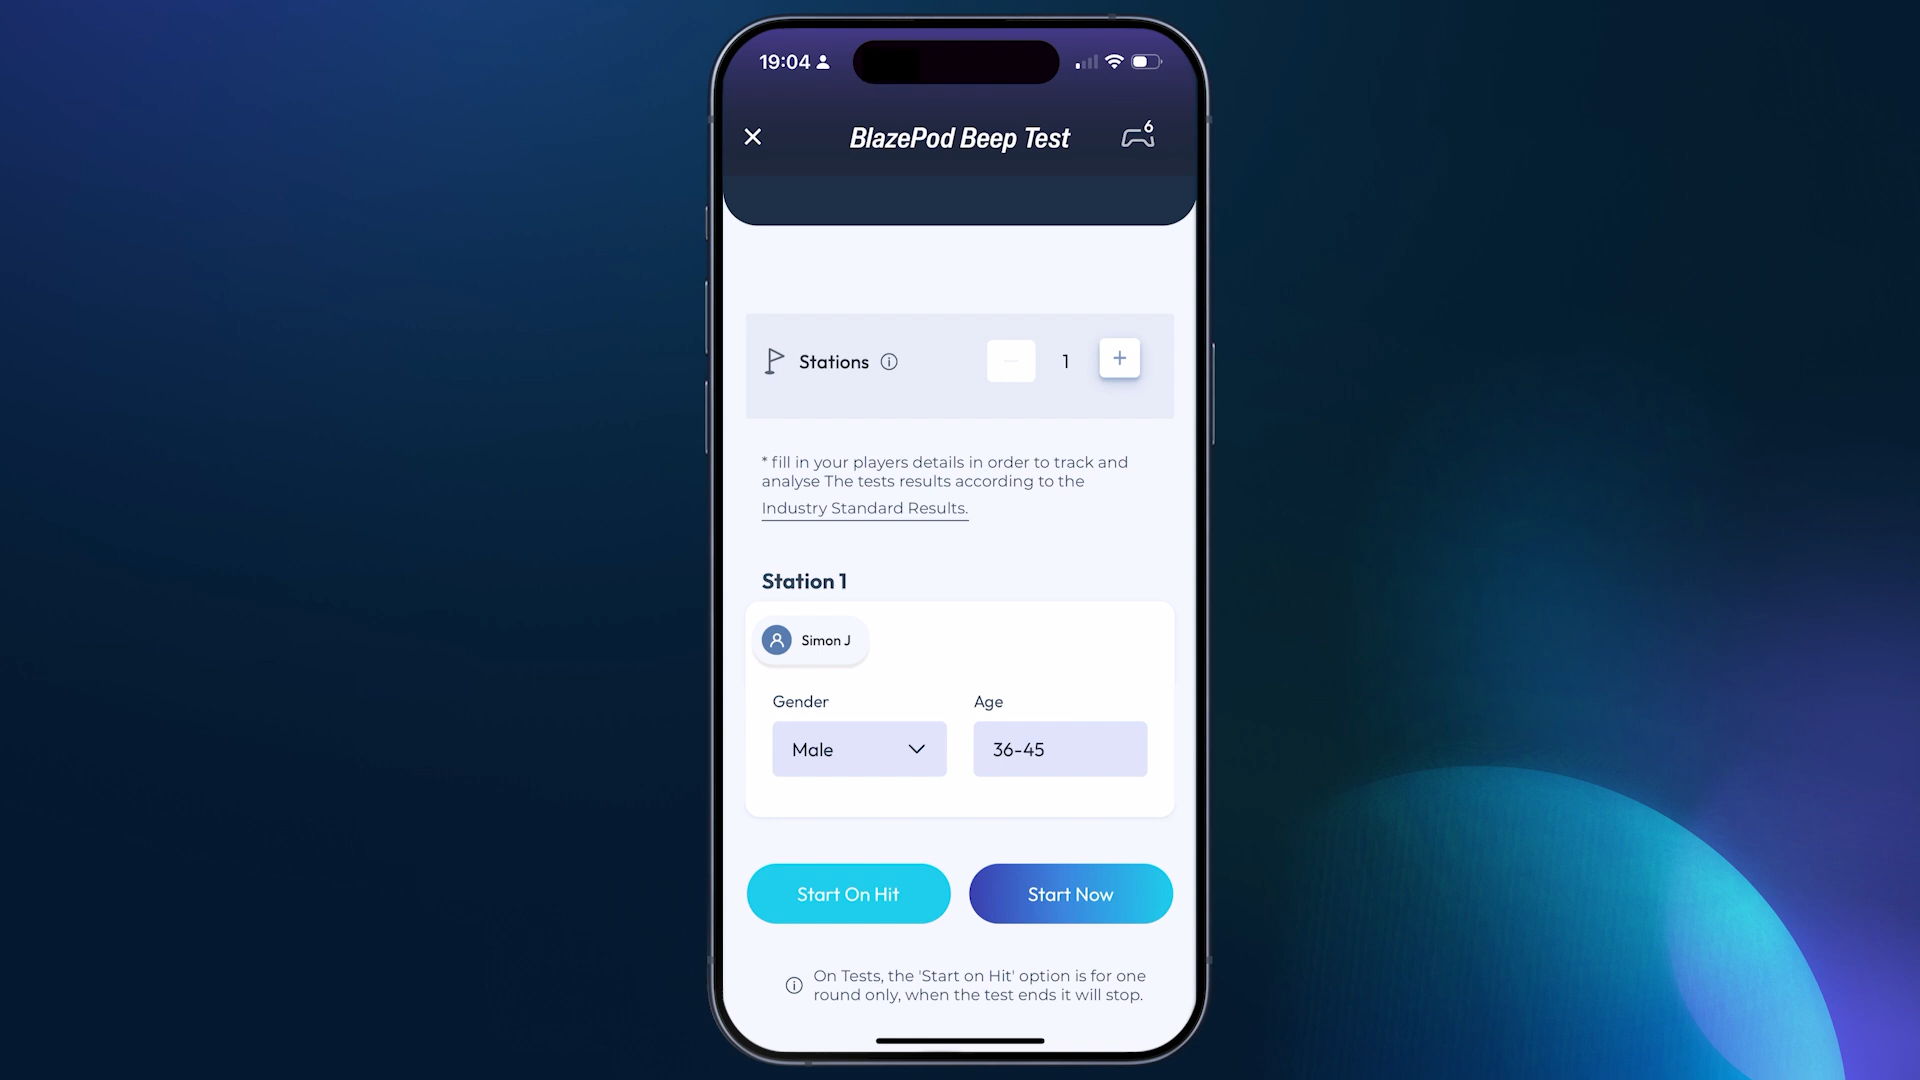 19:04
BlazePod Beep Test
6
Stations
1
* fill in your players details in order to track and
analyse The tests results according to the
Industry Standard Results.
Station 1
Simon J
Gender
Age
Male
36-45
Start On Hit
Start Now
On Tests, the 'Start on Hit' option is for one
round only, when the test ends it will stop.